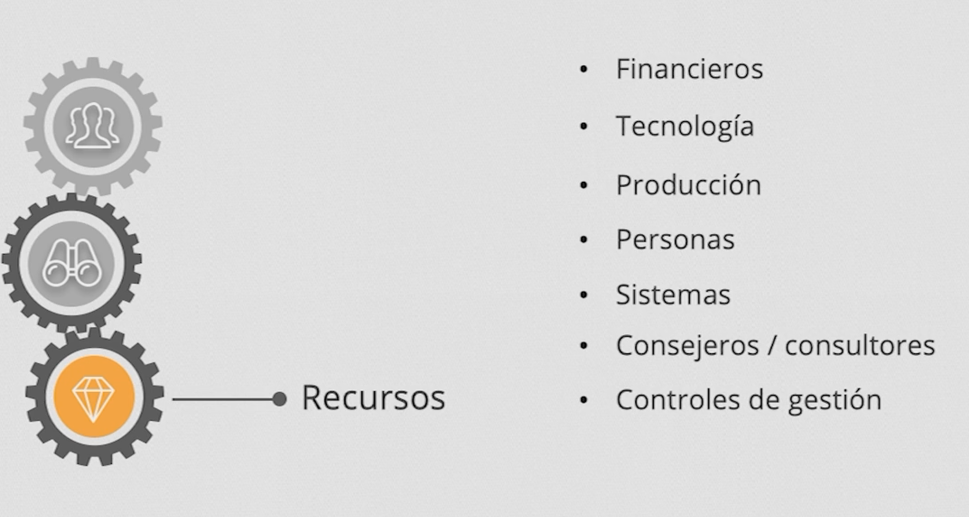 Financieros
Tecnología
Producción
Personas
Sistemas
Consejeros / consultores
Recursos
Controles de gestión